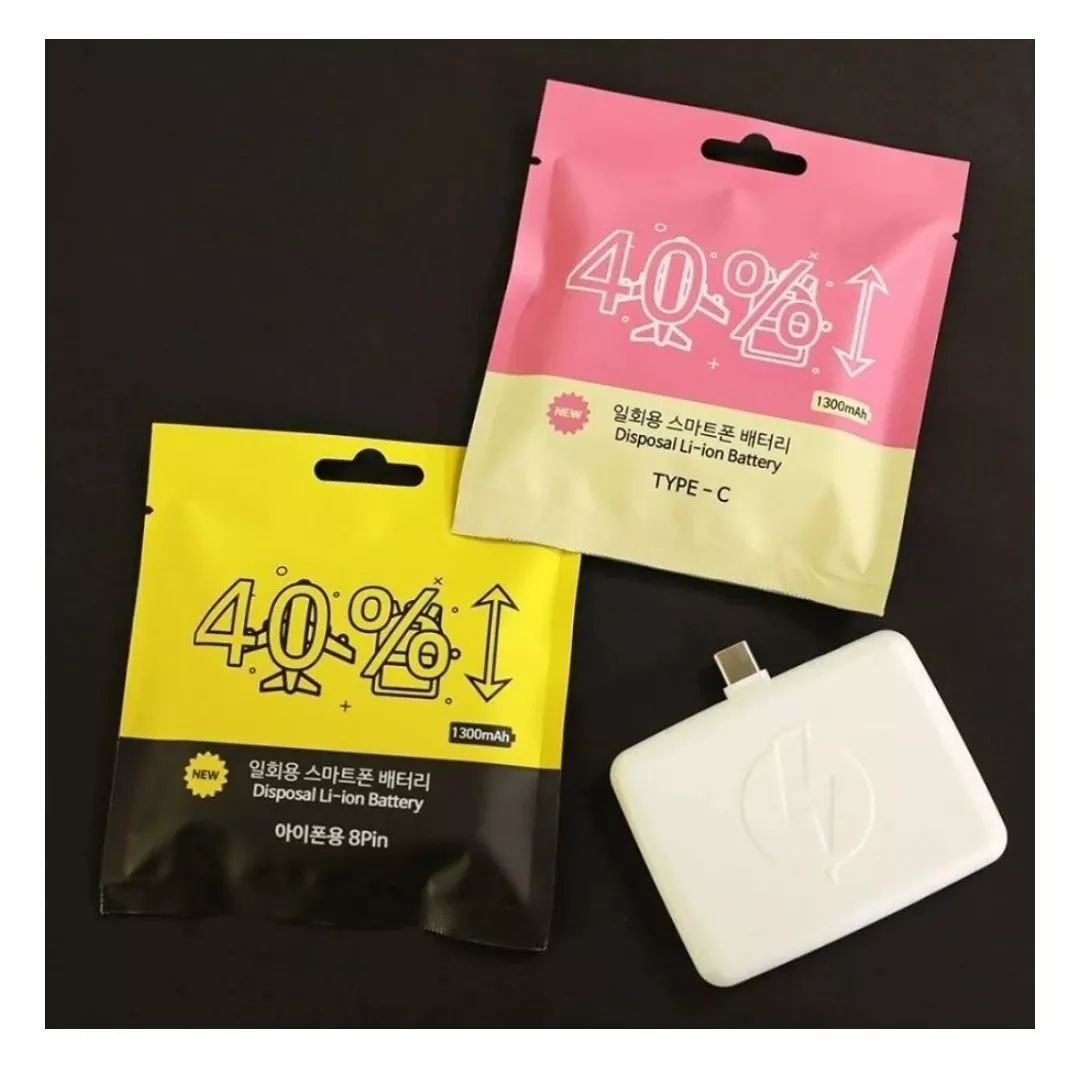 40%
1300mAh
NEW
일회용 스마트폰 배터리
Disposal Li-ion Battery
TYPE - C
40%
1300mAh
NEW
일회용 스마트폰 배터리
Disposal Li-ion Battery
아이폰용 8Pin